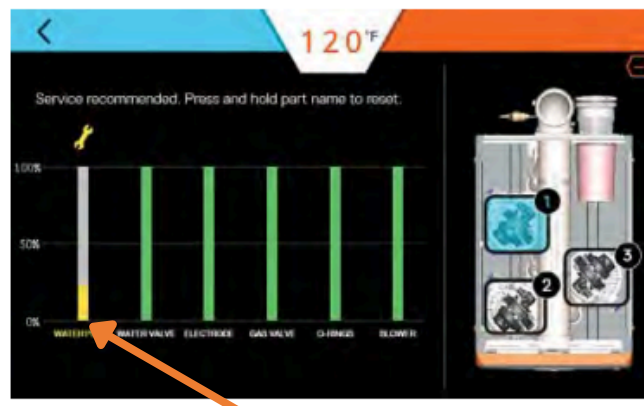 120°F
Service recommended. Press and hold part name to reset.
100%
50%
0%
WATER VALVE ELECTRODE GAS VALVE O-RINGS BLOWER
1
2
3